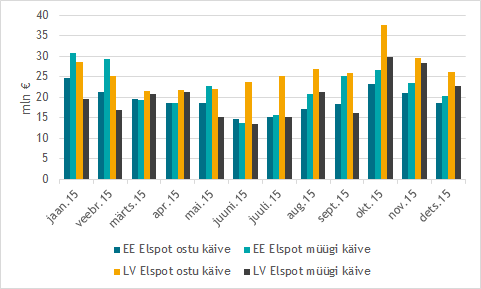 40
35
30
25
20
15
10
5
0
mln €
jaan.15
veebr.15
märts.15
apr.15
mai.15
juuni.15
juuli.15
aug.15
sept.15
okt.15
nov.15
dets.15
EE Elspot ostu käive
EE Elspot müügi käive
LV Elspot ostu käive
LV Elspot müügi käive